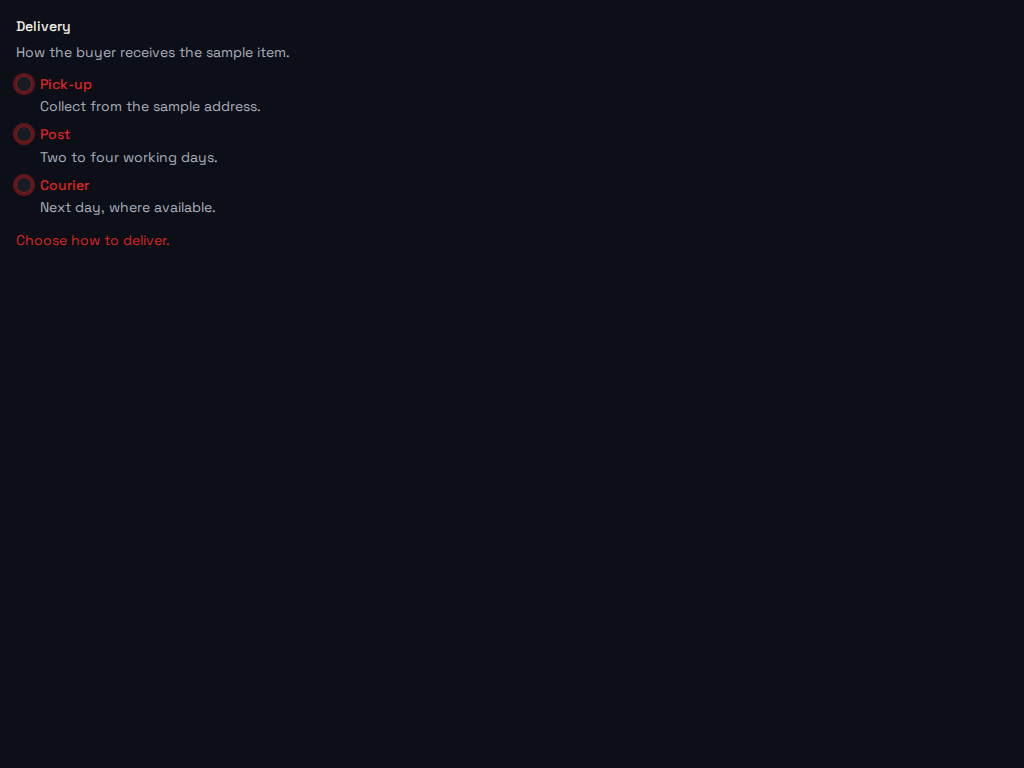 Delivery
How the buyer receives the sample item.
Pick-up
Collect from the sample address.
Post
Two to four working days.
Courier
Next day, where available.
Choose how to deliver.